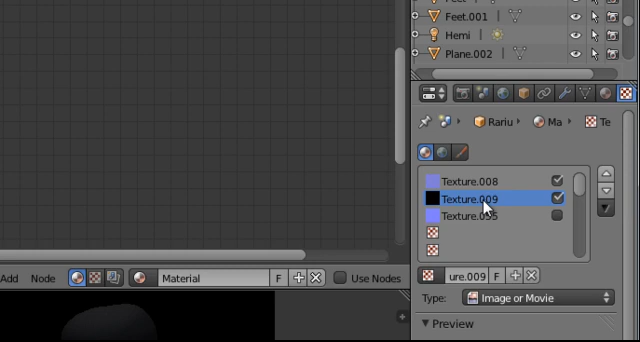 Feet.001
Hemi
Plane.002
Rariu
Ma
Te
Texture.008
Texture.009
Texture.
ure.009
F
Type:
Image or Movie
Preview
Add
Node
Material
F
Use Nodes